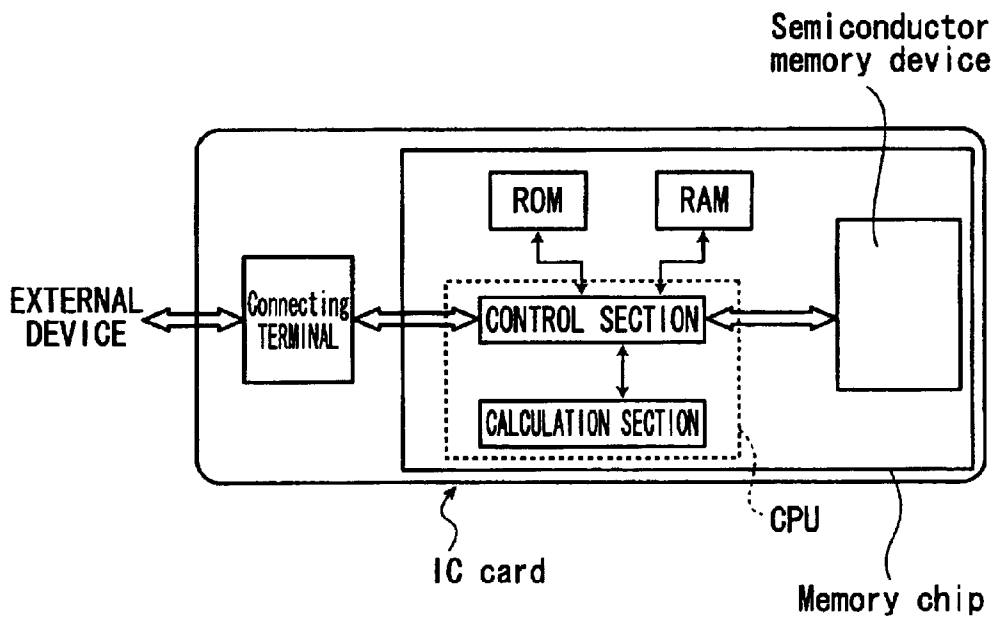 Semiconductor
memory device
ROM
RAM
EXTERNAL
DEVICE
Connecting
TERMINAL
CONTROL SECTION
CALCULATION SECTION
CPU
IC card
Memory chip